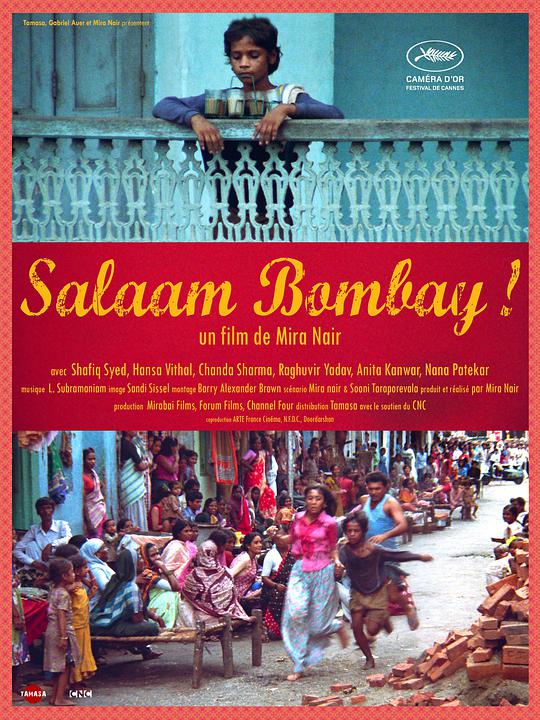 Tamasa, Gabriel Auer et Mira Nair présentent
CAMÉRA D'OR
FESTIVAL DE CANNES
Salaam Bombay !
un film de Mira Nair
avec Shafiq Syed, Hansa Vithal, Chanda Sharma, Raghuvir Yadav, Anita Kanwar, Nana Patekar
musique L. Subramaniam image Sandi Sissel montage Barry Alexander Brown scénario Mira nair & Sooni Taraporevala produit et réalisé par Mira Nair
production Mirabai Films, Forum Films, Channel Four distribution Tamasa avec le soutien du CNC
coproduction ARTE France Cinéma, N.F.D.C., Doordarshan
TAMASA CNC